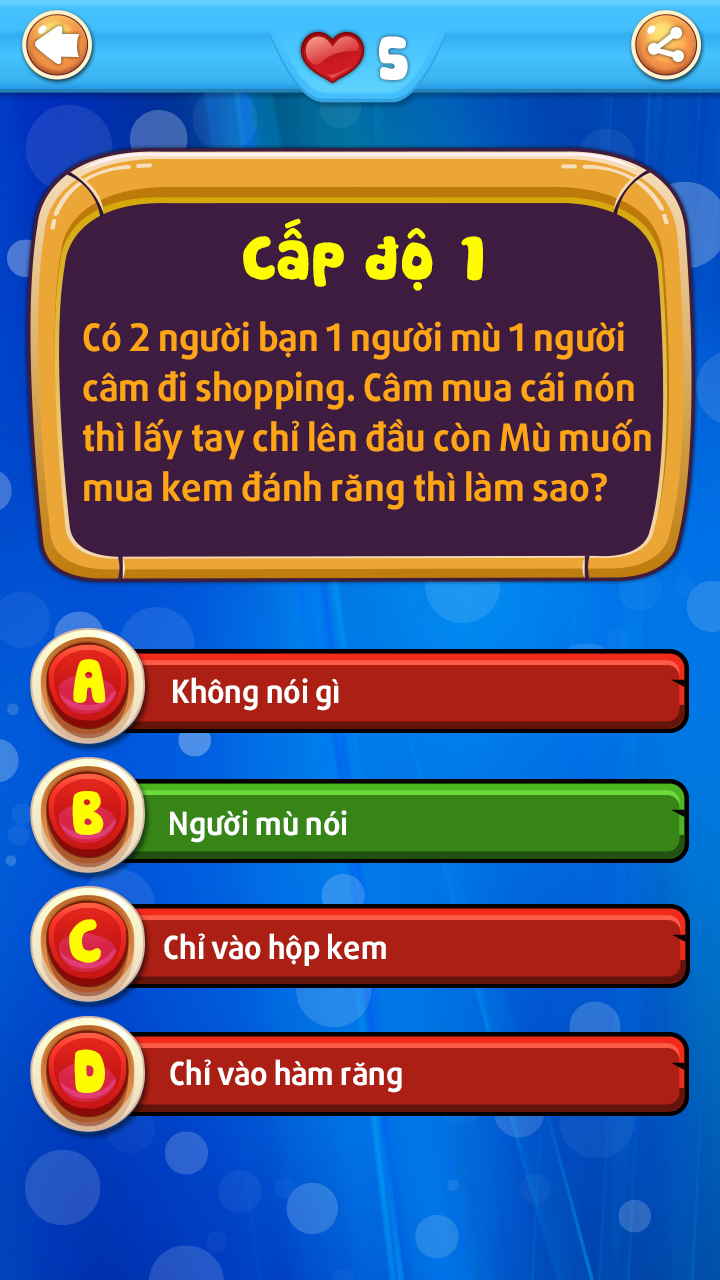 5
Cấp độ 1
Có 2 người bạn 1 người mù 1 người
câm đi shopping. Câm mua cái nón
thì lấy tay chỉ lên đầu còn Mù muốn
mua kem đánh răng thì làm sao?
A Không nói gì
B Người mù nói
C Chỉ vào hộp kem
D Chỉ vào hàm răng